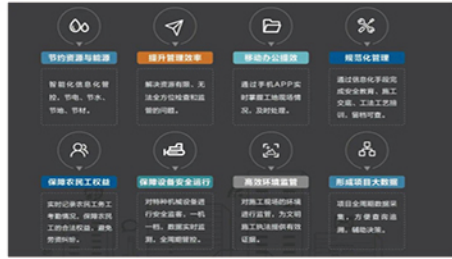 节约资源与能源
智能化信息化管
控，节电、节水、
节地、节材。
提升管理效率
解决资源有限、无
法全方位检查和监
管的问题。
移动办公提效
通过手机APP实
时掌握工地现场情
况，及时处理。
规范化管理
通过信息化手段完
成安全教育、施工
交底、工法工艺培
训，留档可查。
保障农民工权益
实时记录农民工务工
考勤情况，保障农民
工的合法权益，避免
劳资纠纷。
保障设备安全运行
对特种机械设备进
行安全监察，一机
一档，数据实时监
测，全周期管控。
高效环境监管
对施工现场的环境
进行监管，为文明
施工执法提供有效
证据。
形成项目大数据
项目全周期数据采
集，方便查询追
溯，辅助决策。